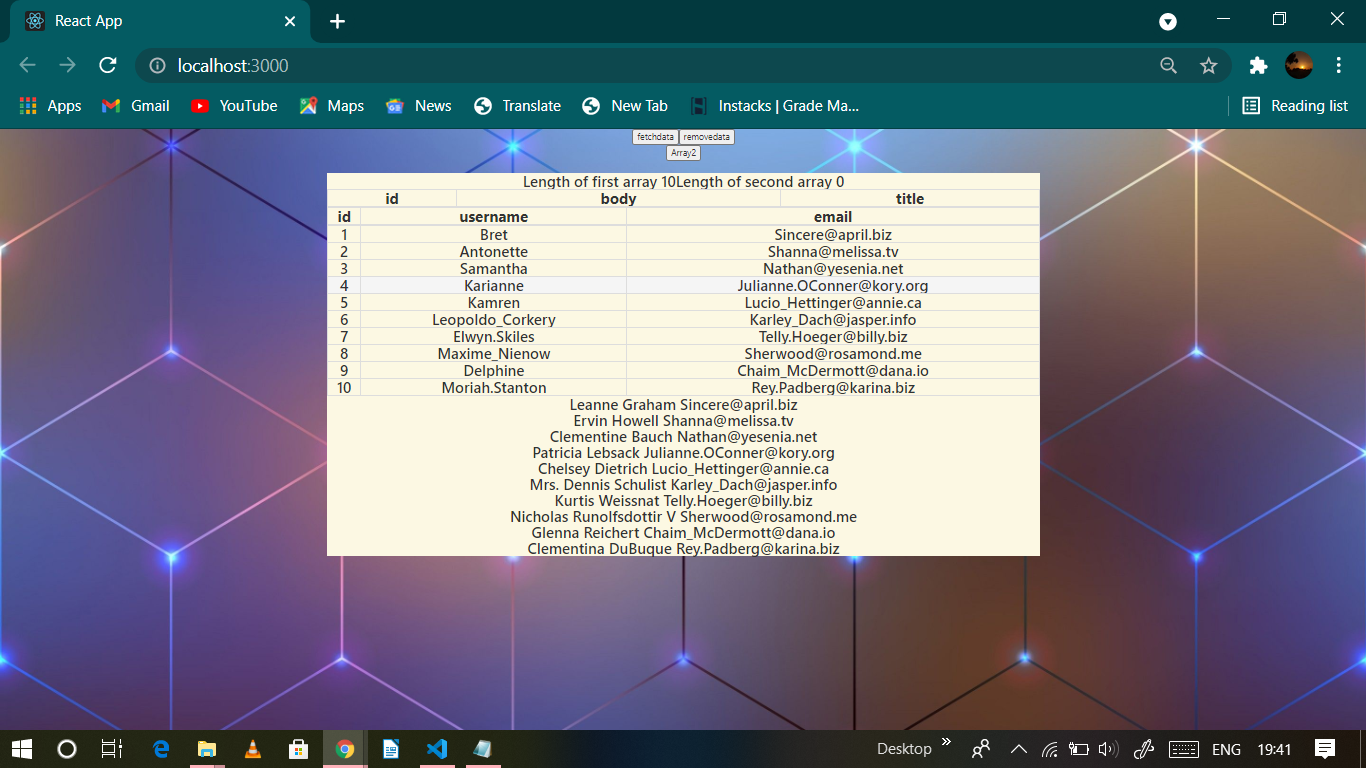 React App
localhost:3000
Apps Gmail YouTube Maps News Translate New Tab Instacks | Grade Ma... Reading list
fetchdata removedata
Array2
Length of first array 10Length of second array 0
id body title
id username email
1 Bret Sincere@april.biz
2 Antonette Shanna@melissa.tv
3 Samantha Nathan@yesenia.net
4 Karianne Julianne.OConner@kory.org
5 Kamren Lucio_Hettinger@annie.ca
6 Leopoldo_Corkery Karley_Dach@jasper.info
7 Elwyn.Skiles Telly.Hoeger@billy.biz
8 Maxime_Nienow Sherwood@rosamond.me
9 Delphine Chaim_McDermott@dana.io
10 Moriah.Stanton Rey.Padberg@karina.biz
Leanne Graham Sincere@april.biz
Ervin Howell Shanna@melissa.tv
Clementine Bauch Nathan@yesenia.net
Patricia Lebsack Julianne.OConner@kory.org
Chelsey Dietrich Lucio_Hettinger@annie.ca
Mrs. Dennis Schulist Karley_Dach@jasper.info
Kurtis Weissnat Telly.Hoeger@billy.biz
Nicholas Runolfsdottir V Sherwood@rosamond.me
Glenna Reichert Chaim_McDermott@dana.io
Clementina DuBuque Rey.Padberg@karina.biz
Desktop » ENG 19:41